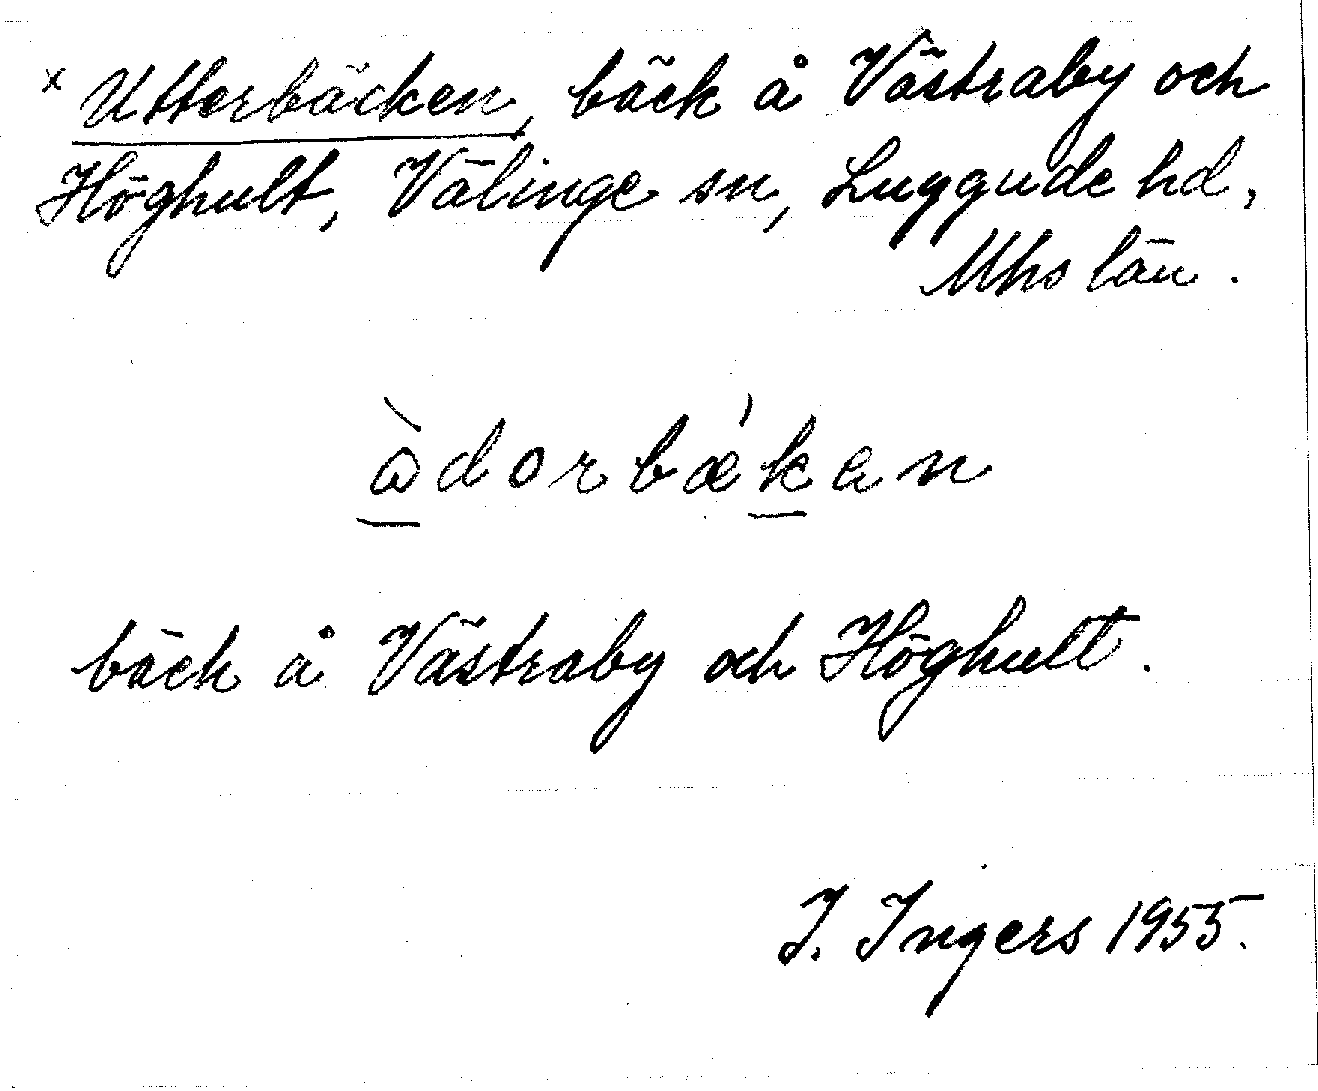 x Utterbäcken, bäck å Västraby och
Höghult, Välinge sn, Luggude hd,
Mhs län.
àdorbǽkan
bäck å Västraby och Höghult.
I. Ingers 1955.